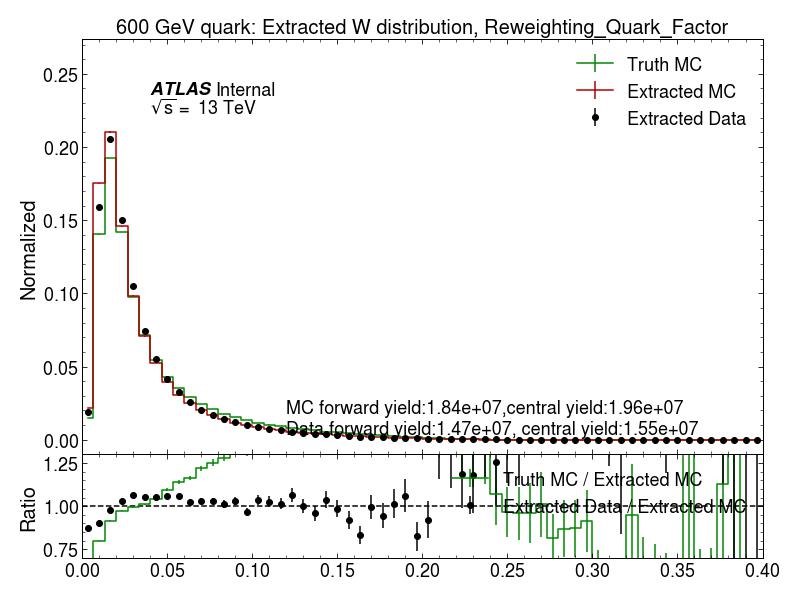 600 GeV quark: Extracted W distribution, Reweighting_Quark_Factor
ATLAS Internal
√s = 13 TeV
Truth MC
Extracted MC
Extracted Data
Normalized
0.25
0.20
0.15
0.10
0.05
0.00
MC forward yield:1.84e+07,central yield:1.96e+07
Data forward yield:1.47e+07, central yield:1.55e+07
Ratio
1.25
1.00
0.75
Truth MC / Extracted MC
Extracted Data / Extracted MC
0.00 0.05 0.10 0.15 0.20 0.25 0.30 0.35 0.40